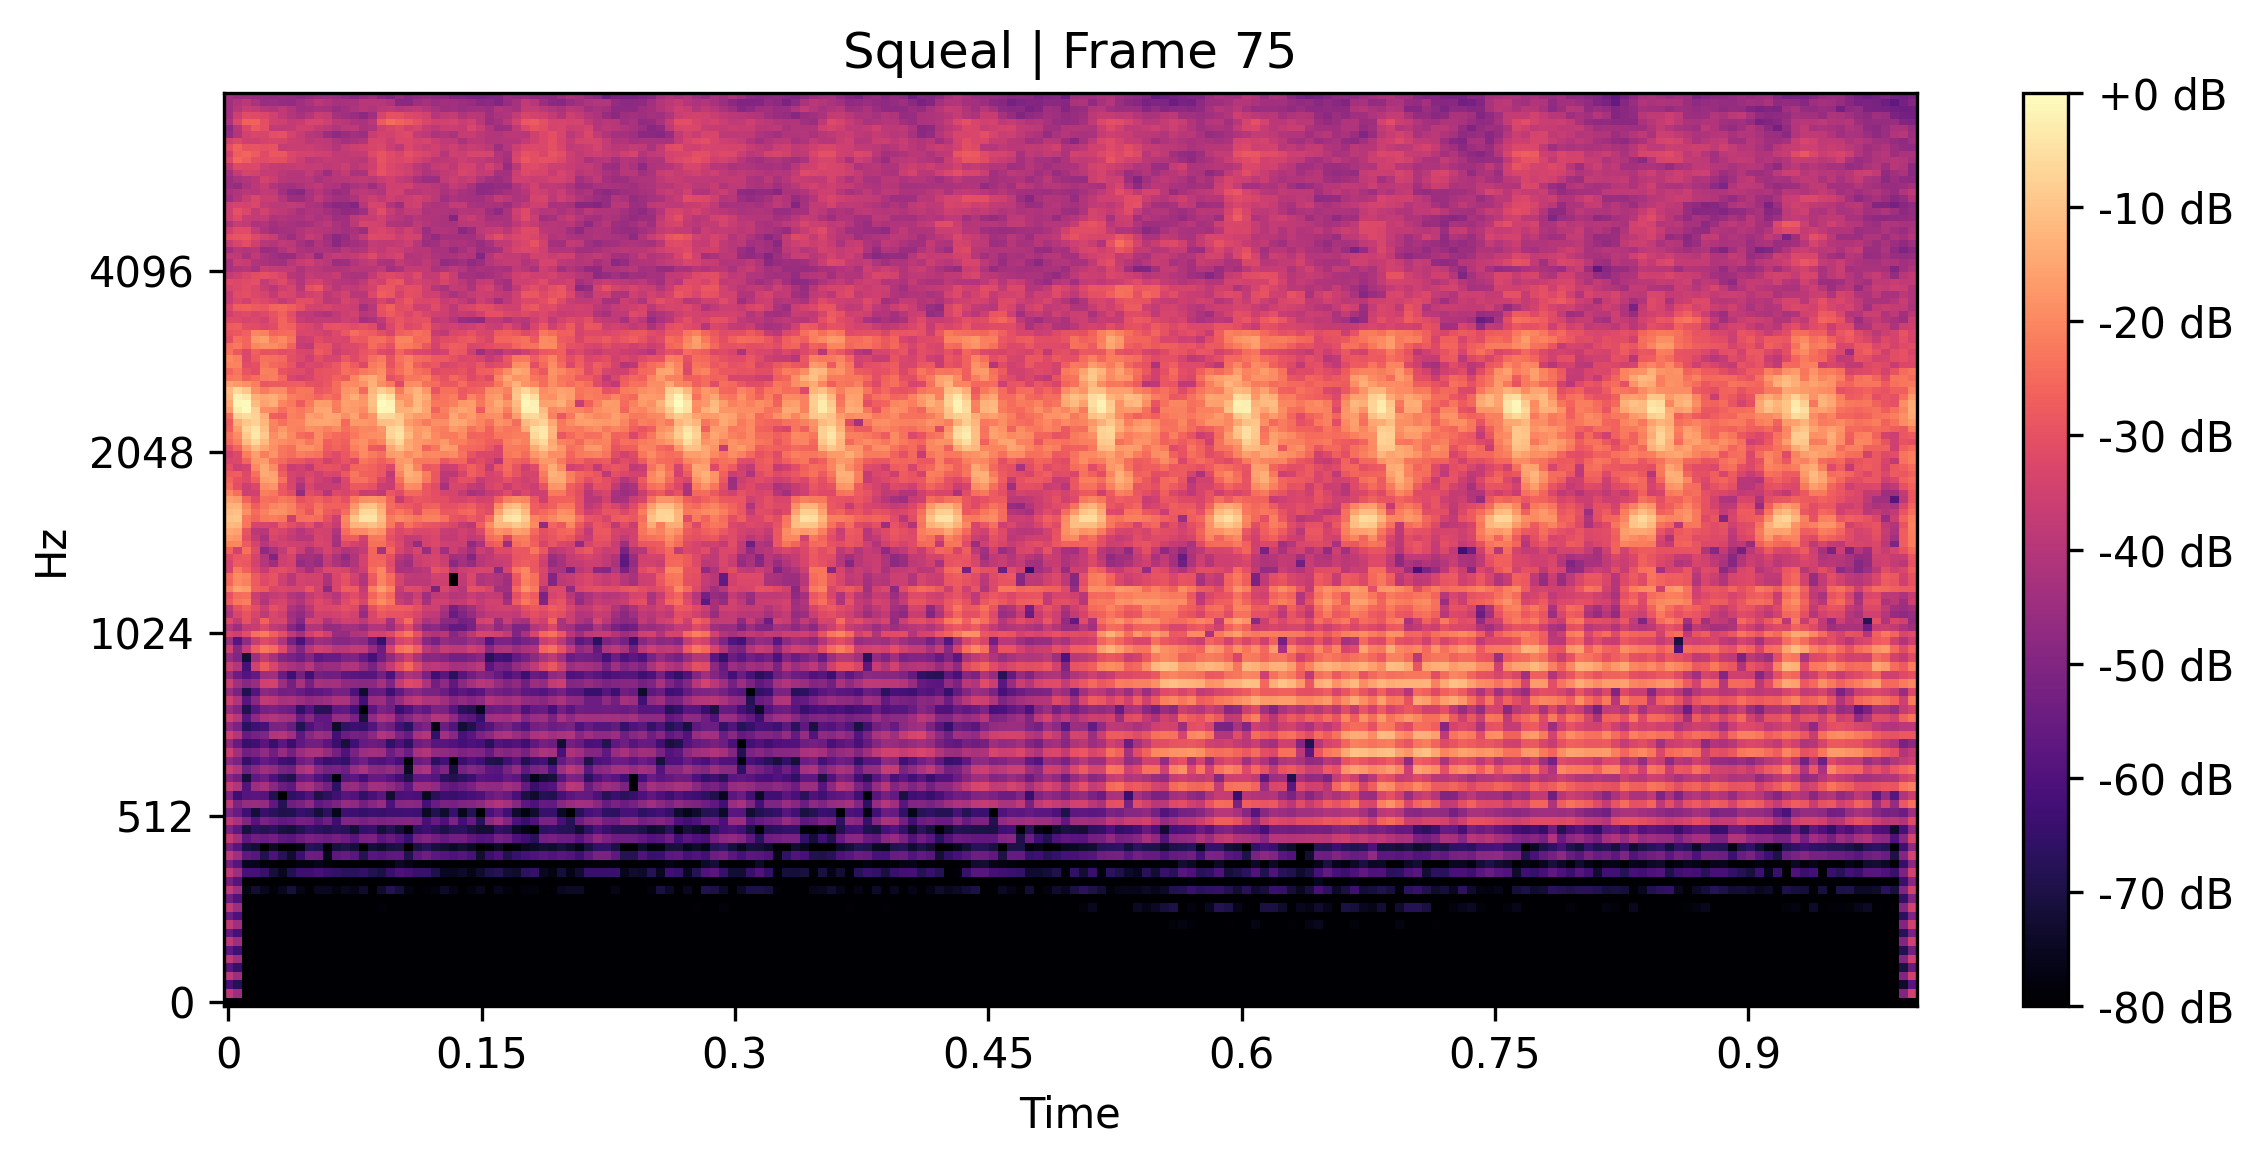 Squeal | Frame 75
+0 dB
-10 dB
4096
-20 dB
-30 dB
2048
-40 dB
Hz
1024
-50 dB
-60 dB
512
-70 dB
0
-80 dB
0 0.15 0.3 0.45 0.6 0.75 0.9
Time